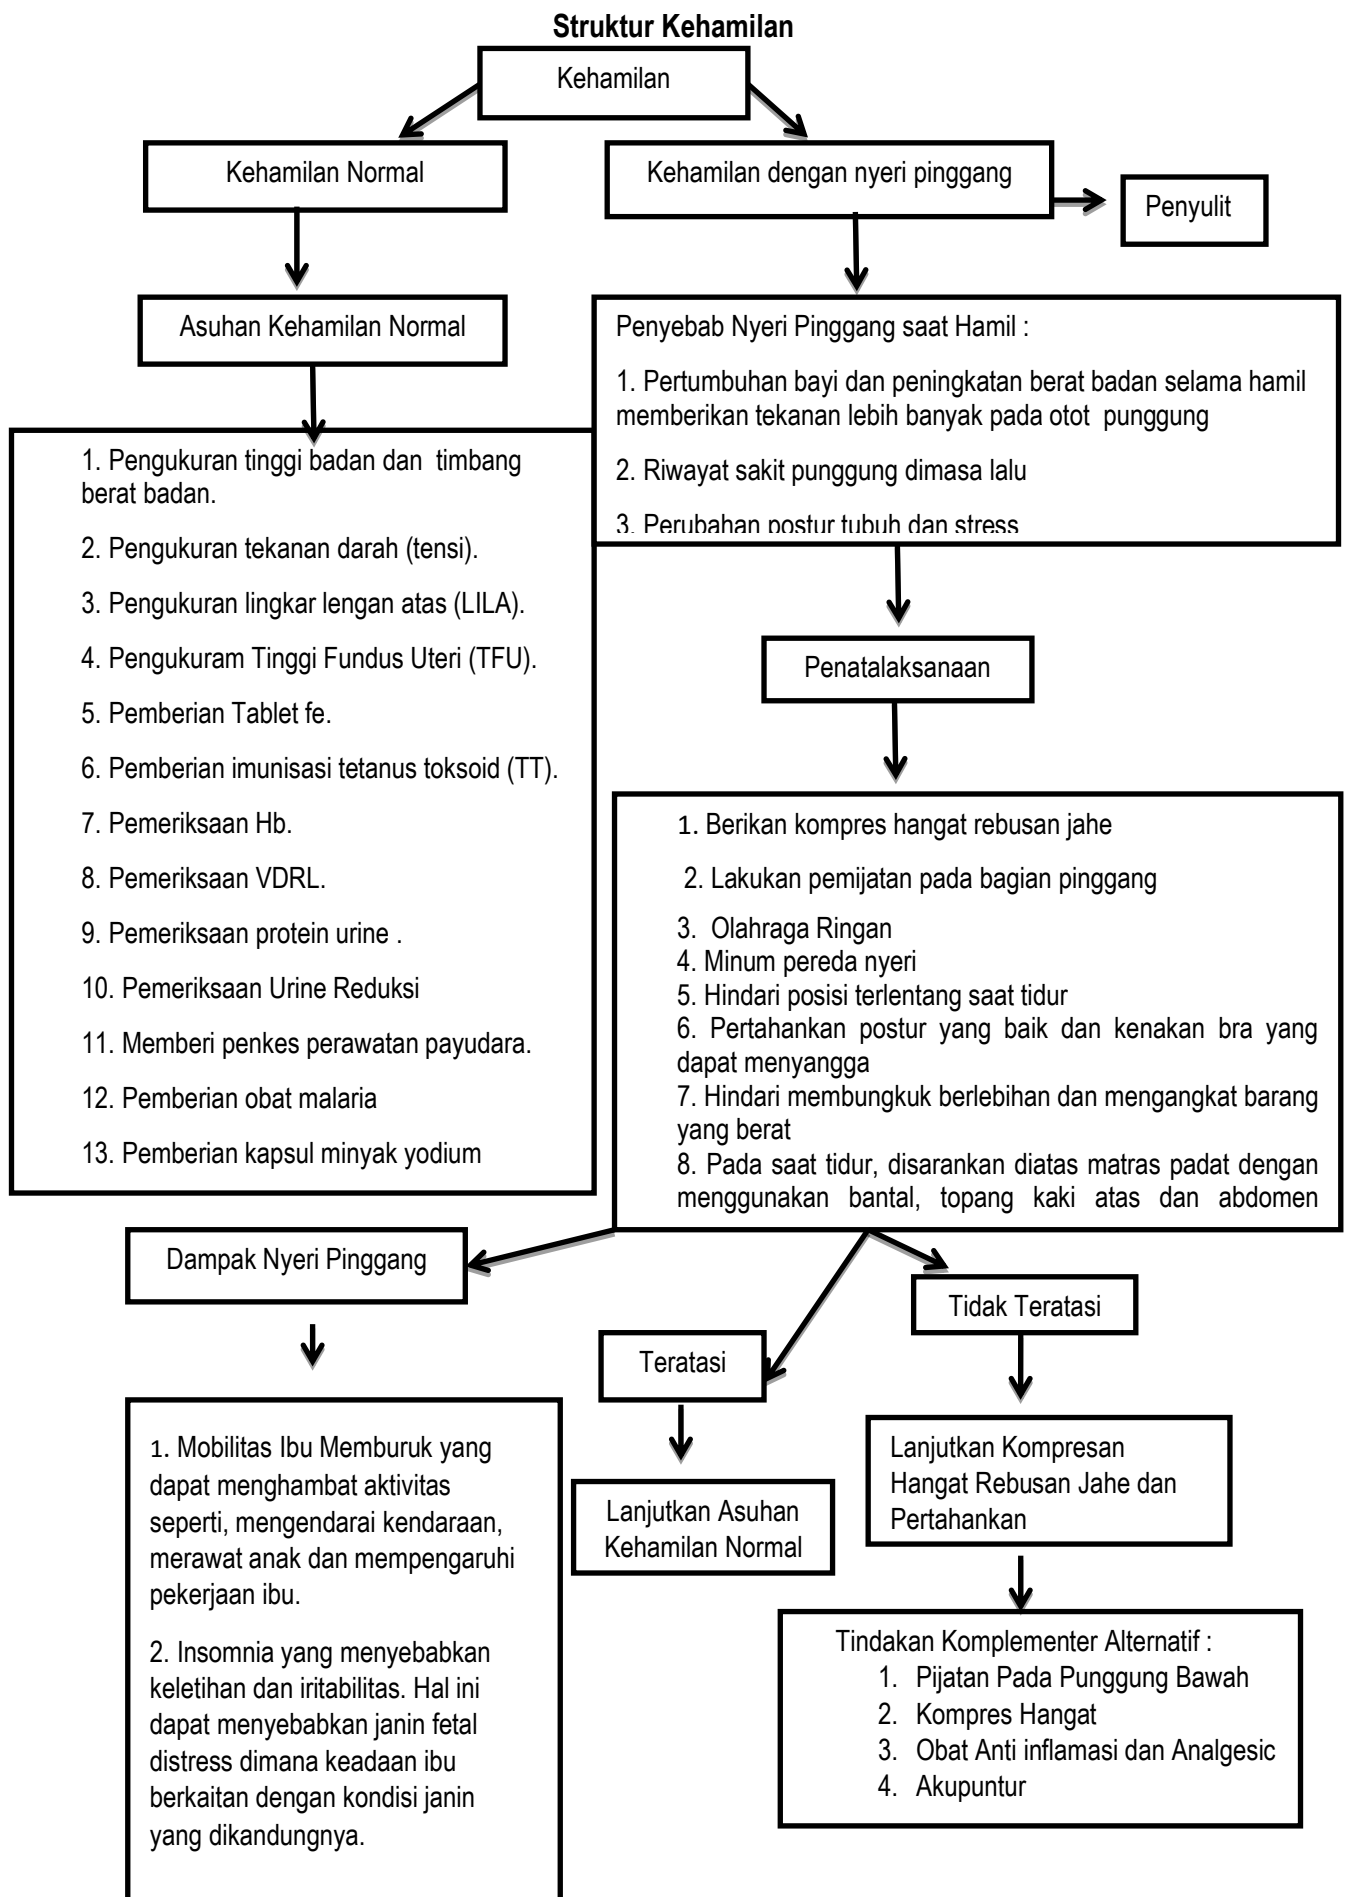 Struktur Kehamilan
Kehamilan
Kehamilan Normal
Kehamilan dengan nyeri pinggang
Penyulit
Asuhan Kehamilan Normal
Penyebab Nyeri Pinggang saat Hamil :
1. Pertumbuhan bayi dan peningkatan berat badan selama hamil
memberikan tekanan lebih banyak pada otot punggung
2. Riwayat sakit punggung dimasa lalu
3. Perubahan postur tubuh dan stress
1. Pengukuran tinggi badan dan timbang
berat badan.
2. Pengukuran tekanan darah (tensi).
3. Pengukuran lingkar lengan atas (LILA).
4. Pengukuram Tinggi Fundus Uteri (TFU).
5. Pemberian Tablet fe.
6. Pemberian imunisasi tetanus toksoid (TT).
7. Pemeriksaan Hb.
8. Pemeriksaan VDRL.
9. Pemeriksaan protein urine .
10. Pemeriksaan Urine Reduksi
11. Memberi penkes perawatan payudara.
12. Pemberian obat malaria
13. Pemberian kapsul minyak yodium
Penatalaksanaan
1. Berikan kompres hangat rebusan jahe
2. Lakukan pemijatan pada bagian pinggang
3. Olahraga Ringan
4. Minum pereda nyeri
5. Hindari posisi terlentang saat tidur
6. Pertahankan postur yang baik dan kenakan bra yang
dapat menyangga
7. Hindari membungkuk berlebihan dan mengangkat barang
yang berat
8. Pada saat tidur, disarankan diatas matras padat dengan
menggunakan bantal, topang kaki atas dan abdomen
Dampak Nyeri Pinggang
Tidak Teratasi
Teratasi
1. Mobilitas Ibu Memburuk yang
dapat menghambat aktivitas
seperti, mengendarai kendaraan,
merawat anak dan mempengaruhi
pekerjaan ibu.
2. Insomnia yang menyebabkan
keletihan dan iritabilitas. Hal ini
dapat menyebabkan janin fetal
distress dimana keadaan ibu
berkaitan dengan kondisi janin
yang dikandungnya.
Lanjutkan Asuhan
Kehamilan Normal
Lanjutkan Kompresan
Hangat Rebusan Jahe dan
Pertahankan
Tindakan Komplementer Alternatif :
1. Pijatan Pada Punggung Bawah
2. Kompres Hangat
3. Obat Anti inflamasi dan Analgesic
4. Akupuntur